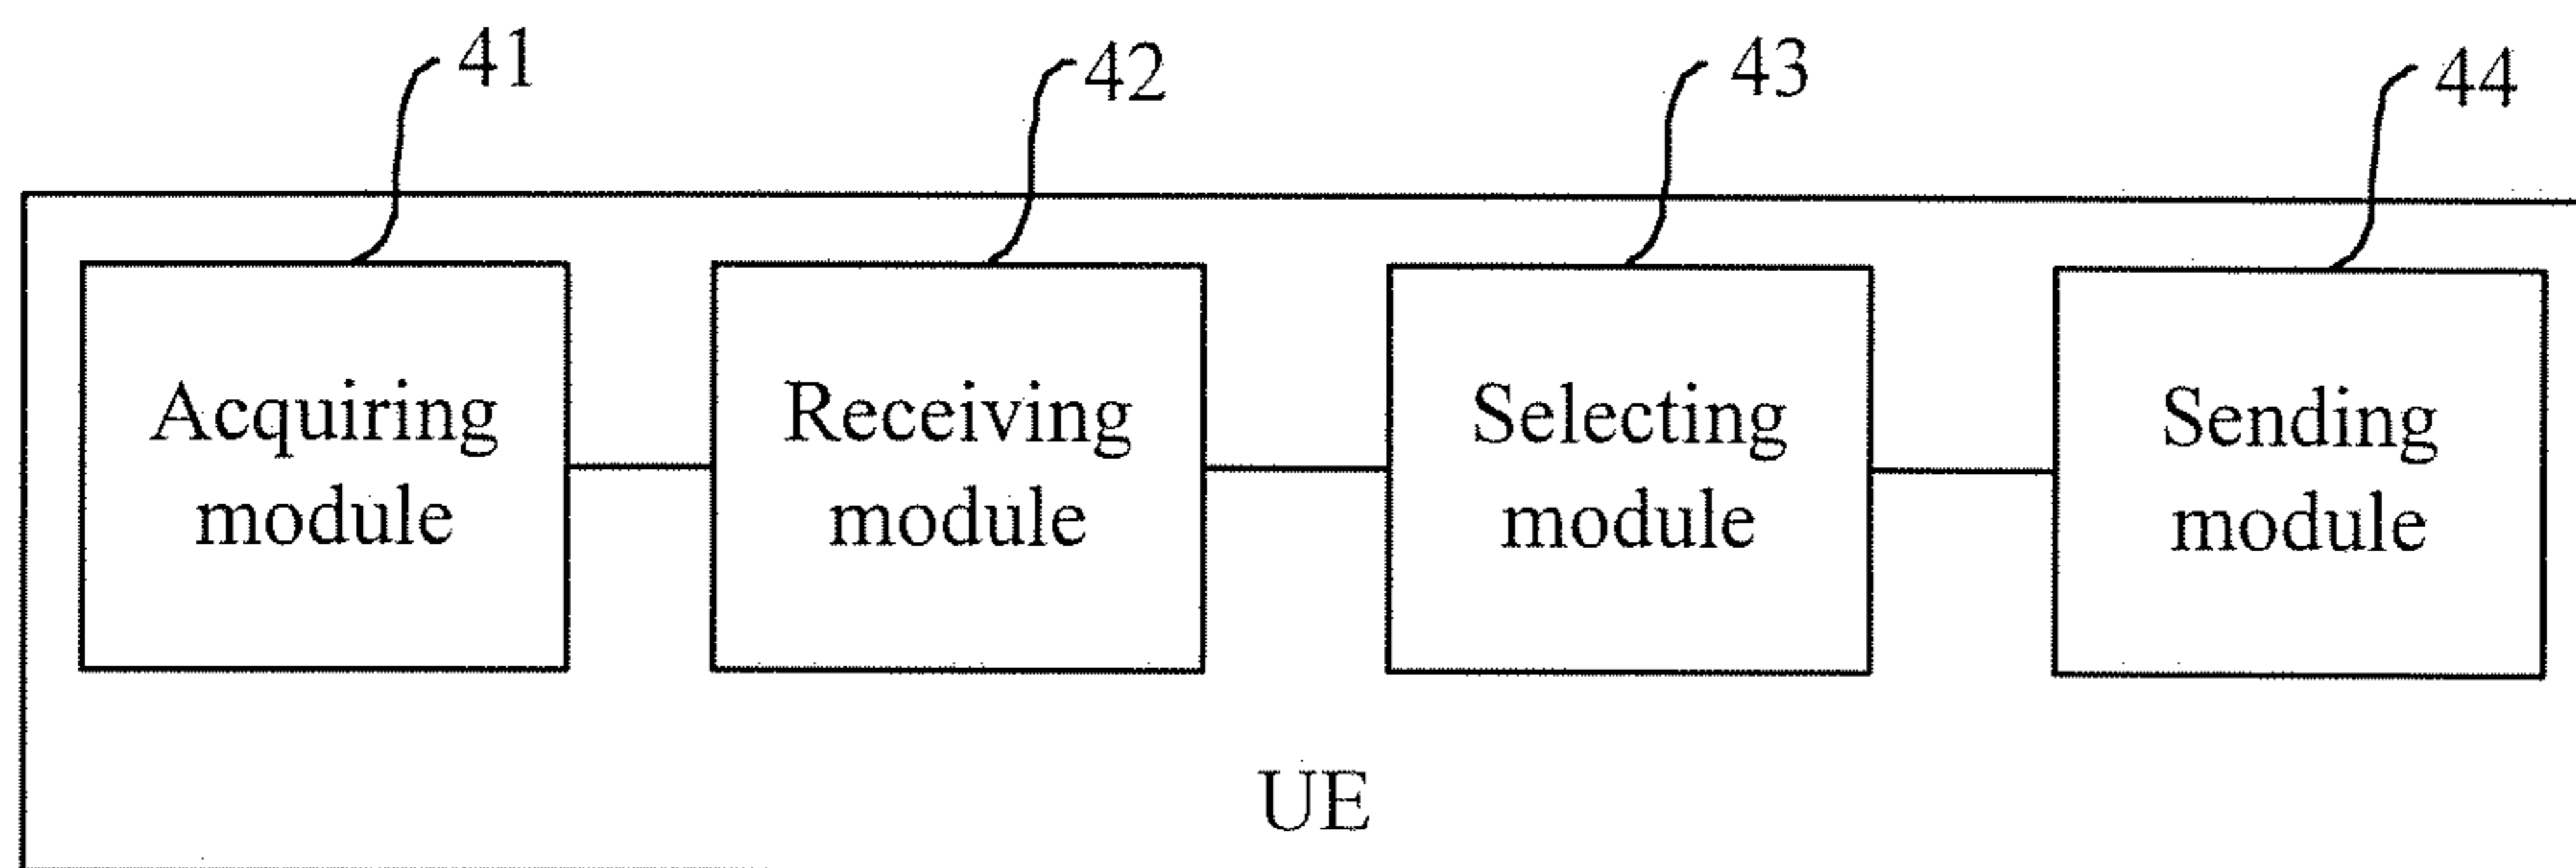 41
42
43
44
Acquiring
module
Receiving
module
Selecting
module
Sending
module
UE